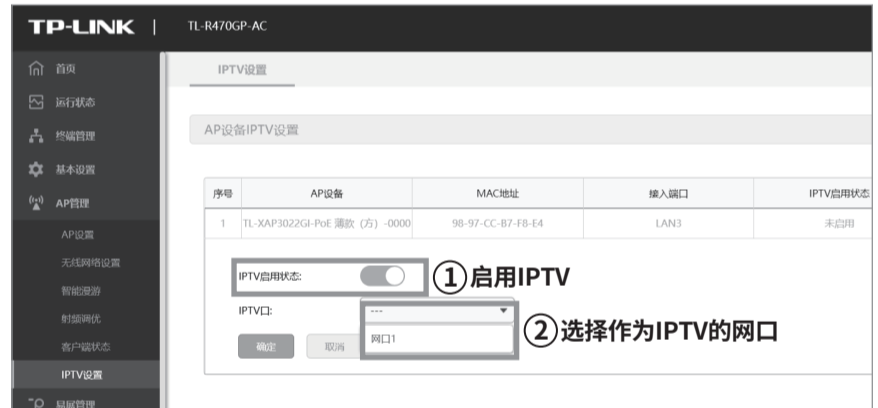 TP-LINK | TL-R470GP-AC
首页
运行状态
终端管理
基本设置
AP管理
AP设置
无线网络设置
智能漫游
射频调优
客户端状态
IPTV设置
易展管理
IPTV设置
AP设备IPTV设置
序号 AP设备 MAC地址 接入端口 IPTV启用状态
1 TL-XAP3022GI-PoE 薄款（方）-0000 98-97-CC-B7-F8-E4 LAN3 未启用
IPTV启用状态: ①启用IPTV
IPTV口: ---
网口1 ②选择作为IPTV的网口
确定 取消